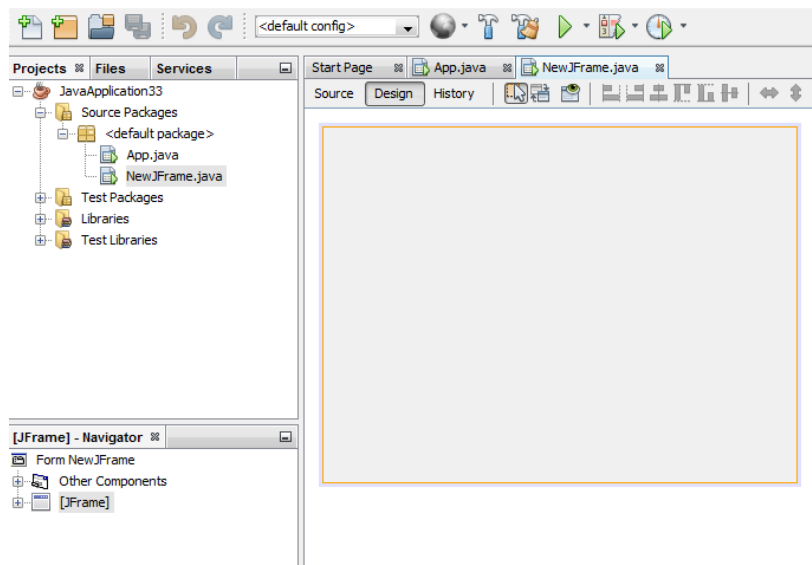 <default config>
Projects Files Services
JavaApplication33
Source Packages
<default package>
App.java
NewJFrame.java
Test Packages
Libraries
Test Libraries
[JFrame] - Navigator
Form NewJFrame
Other Components
[JFrame]
Start Page App.java NewJFrame.java
Source Design History